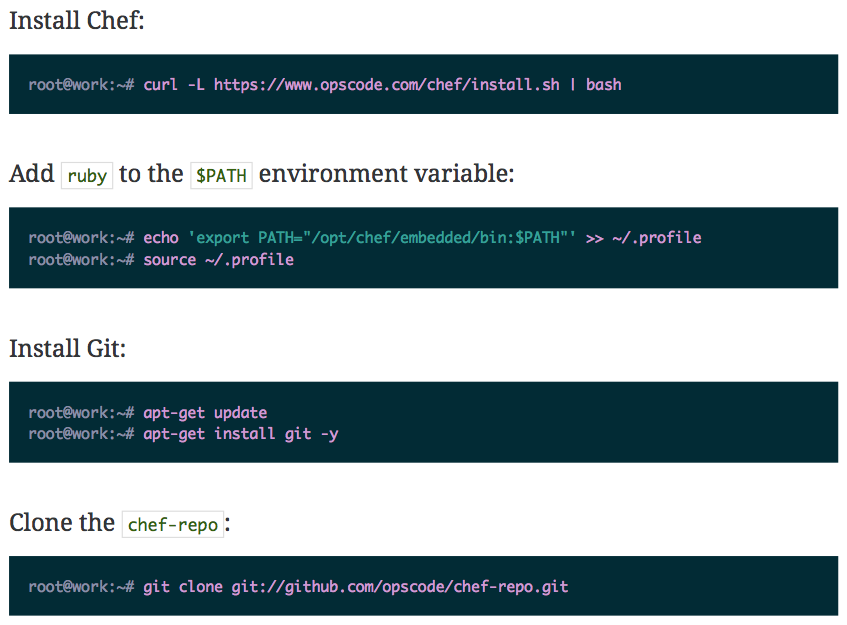 Install Chef:
root@work:~# curl -L https://www.opscode.com/chef/install.sh | bash
Add ruby to the $PATH environment variable:
root@work:~# echo 'export PATH="/opt/chef/embedded/bin:$PATH"' >> ~/.profile
root@work:~# source ~/.profile
Install Git:
root@work:~# apt-get update
root@work:~# apt-get install git -y
Clone the chef-repo:
root@work:~# git clone git://github.com/opscode/chef-repo.git